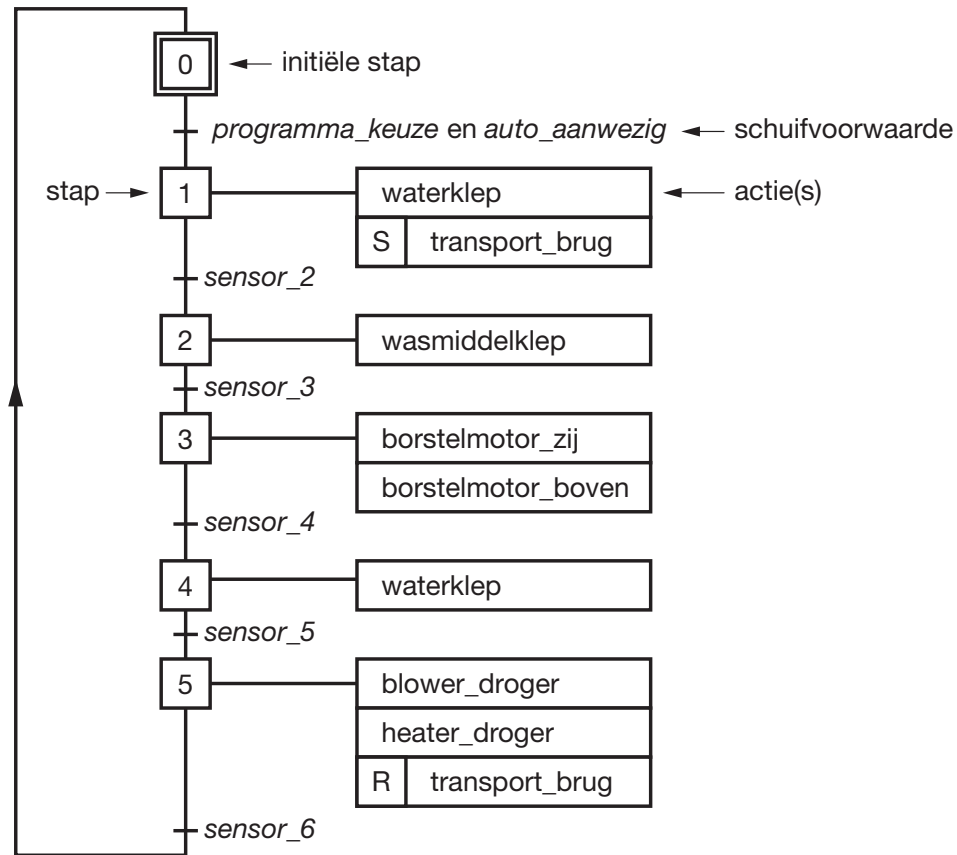 0 initiële stap
programma_keuze en auto_aanwezig schuifvoorwaarde
stap 1 waterklep actie(s)
S transport_brug
sensor_2
2 wasmiddelklep
sensor_3
3 borstelmotor_zij
borstelmotor_boven
sensor_4
4 waterklep
sensor_5
5 blower_droger
heater_droger
R transport_brug
sensor_6